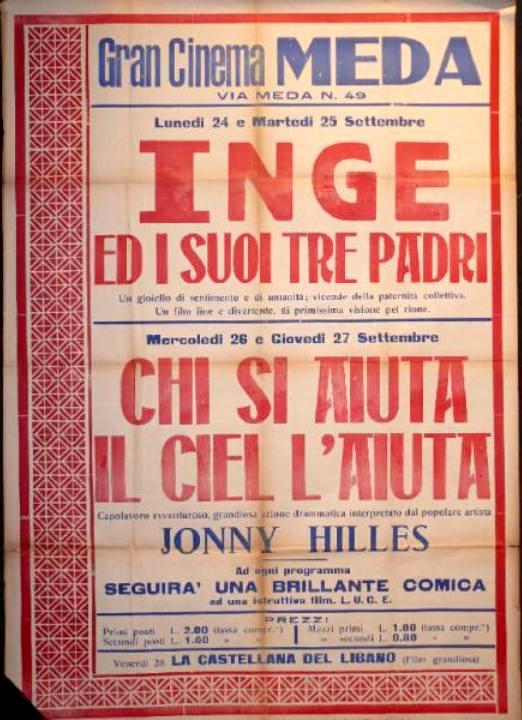 Gran Cinema MEDA
VIA MEDA N. 49
Lunedì 24 e Martedì 25 Settembre
INGE
ED I SUOI TRE PADRI
Un gioiello di sentimento e di umanità; vicende della paternità collettiva.
Un film fine e divertente, di primissima visione pel rione.
Mercoledì 26 e Giovedì 27 Settembre
CHI SI AIUTA
IL CIEL L'AIUTA
Capolavoro avventuroso, grandiosa azione drammatica interpretato dal popolare artista
JONNY HILLES
Ad ogni programma
SEGUIRA' UNA BRILLANTE COMICA
ed una istruttiva film. L. U. C. E.
PREZZI
Primi posti L. 2.00 (tassa compr.ª) Mezzi primi L. 1.00 (tassa compr.ª)
Secondi posti L. 1.00 » » » secondi L. 0.60 » »
Venerdì 28 LA CASTELLANA DEL LIBANO (Film grandiosa)